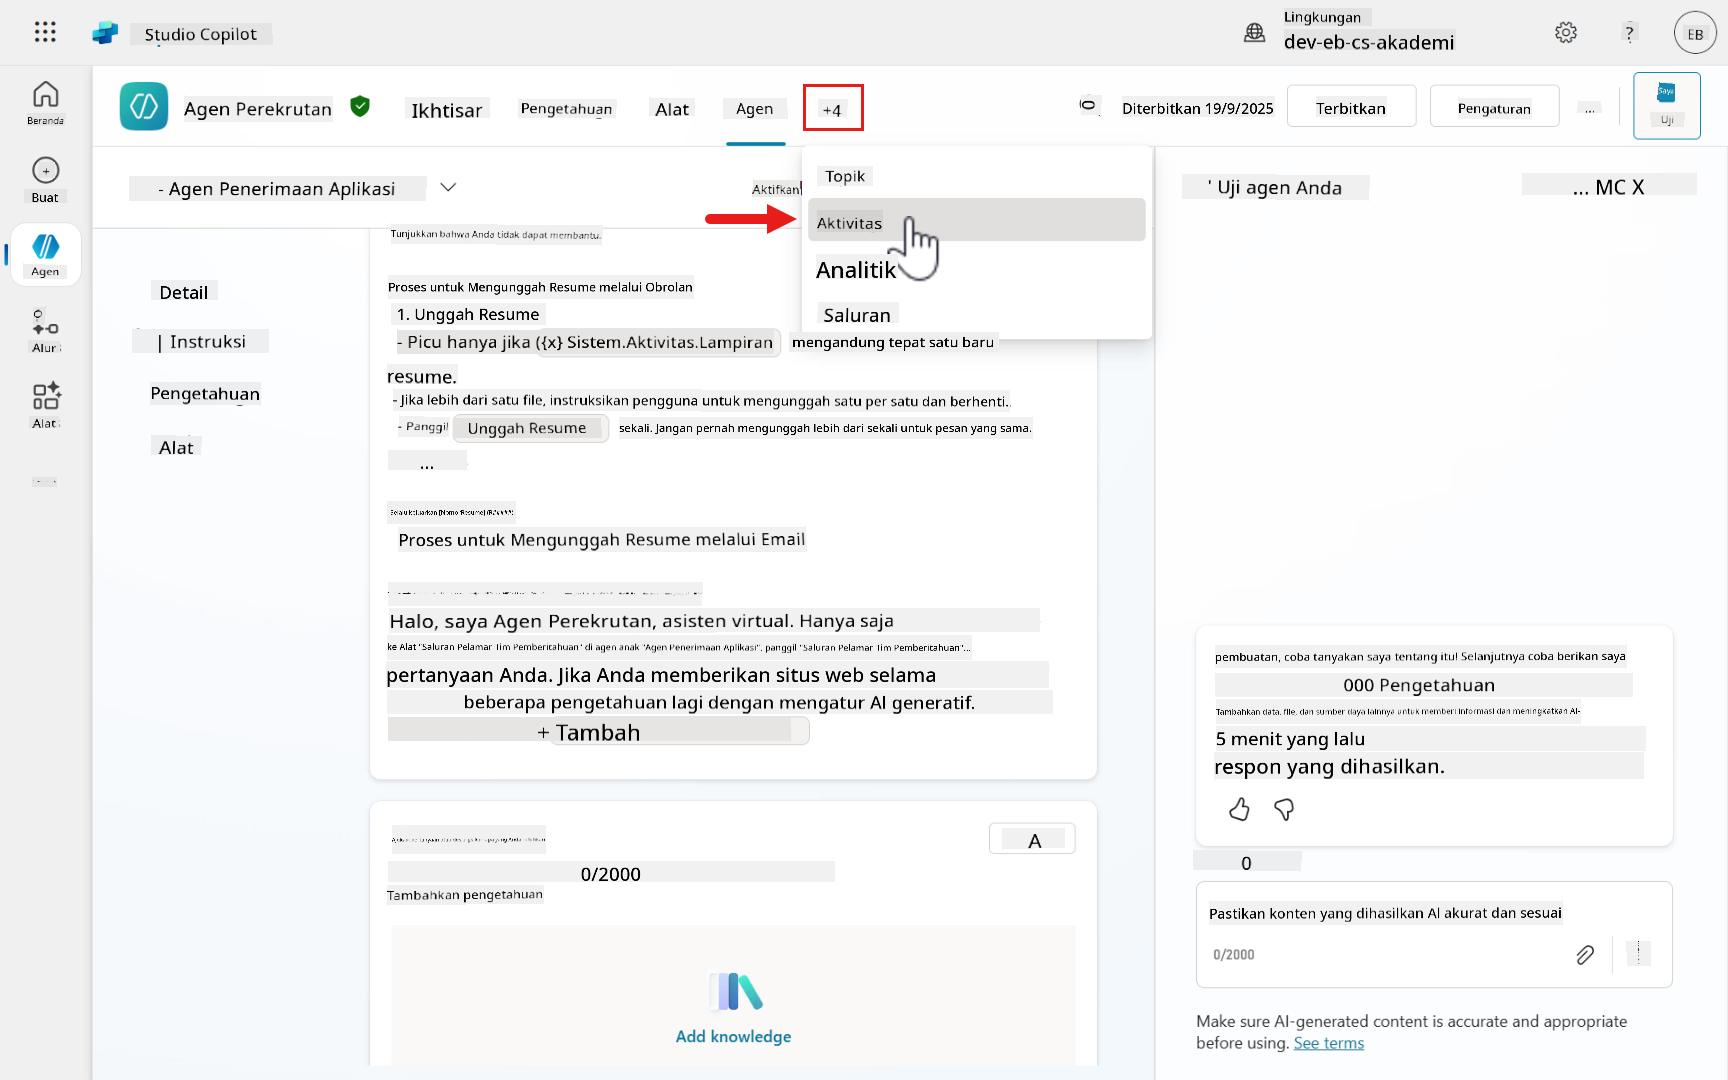 Studio Copilot
Lingkungan
dev-eb-cs-akademi
?
EB
Beranda
Buat
Agen
Alur
Alat
Agen Perekrutan
Ikhtisar
Pengetahuan
Alat
Agen
+4
Diterbitkan 19/9/2025
Terbitkan
Pengaturan
...
Saya
Uji
- Agen Penerimaan Aplikasi
Aktifkan
Topik
Aktivitas
Analitik
Saluran
' Uji agen Anda
... MC X
Detail
| Instruksi
Pengetahuan
Alat
Tunjukkan bahwa Anda tidak dapat membantu.
Proses untuk Mengunggah Resume melalui Obrolan
1. Unggah Resume
- Picu hanya jika ({x} Sistem.Aktivitas.Lampiran mengandung tepat satu baru
resume.
- Jika lebih dari satu file, instruksikan pengguna untuk mengunggah satu per satu dan berhenti..
- Panggil Unggah Resume sekali. Jangan pernah mengunggah lebih dari sekali untuk pesan yang sama.
...
Proses untuk Mengunggah Resume melalui Email
Halo, saya Agen Perekrutan, asisten virtual. Hanya saja
ke Alat "Saluran Pelamar Tim Pemberitahuan" di agen anak "Agen Penerimaan Aplikasi", panggil "Saluran Pelamar Tim Pemberitahuan"...
pertanyaan Anda. Jika Anda memberikan situs web selama
beberapa pengetahuan lagi dengan mengatur AI generatif.
+ Tambah
A
0/2000
Tambahkan pengetahuan
Add knowledge
pembuatan, coba tanyakan saya tentang itu! Selanjutnya coba berikan saya
000 Pengetahuan
Tambahkan data, file, dan sumber daya lainnya untuk memberi informasi dan meningkatkan AI-
5 menit yang lalu
respon yang dihasilkan.
0
Pastikan konten yang dihasilkan AI akurat dan sesuai
0/2000
Make sure AI-generated content is accurate and appropriate
before using. See terms